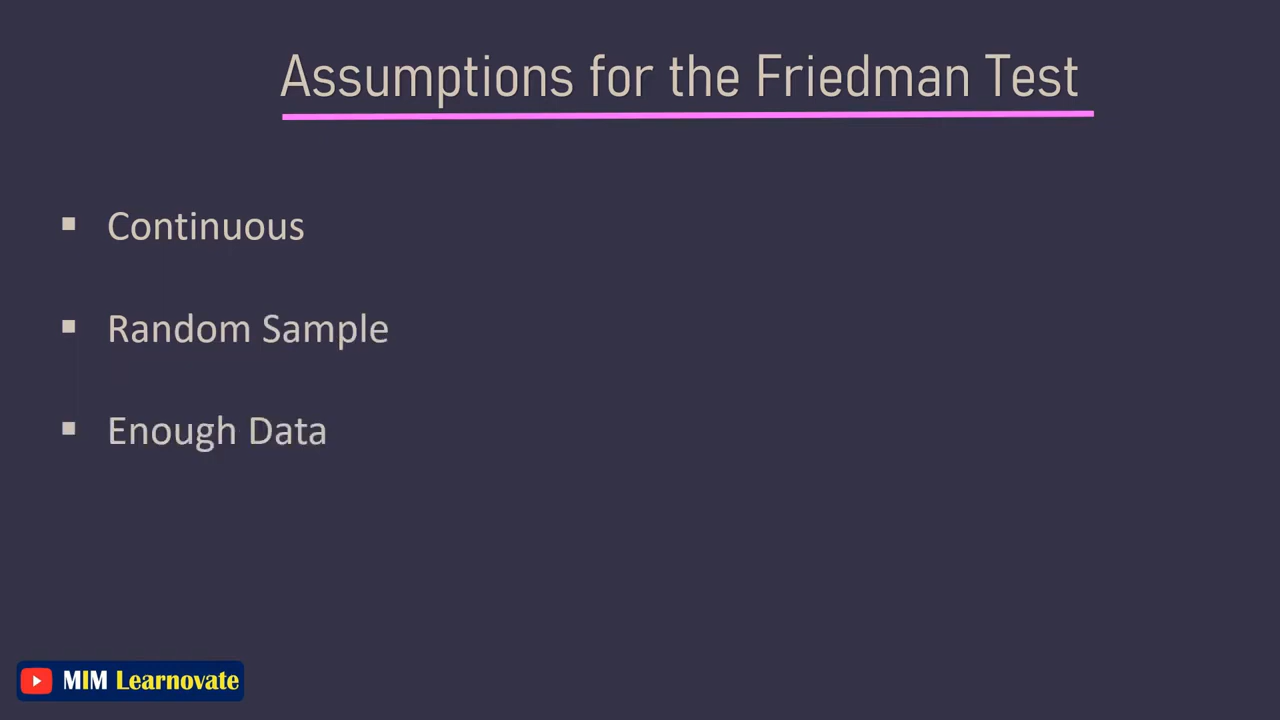 Assumptions for the Friedman Test
▪ Continuous
▪ Random Sample
▪ Enough Data
MIM Learnovate